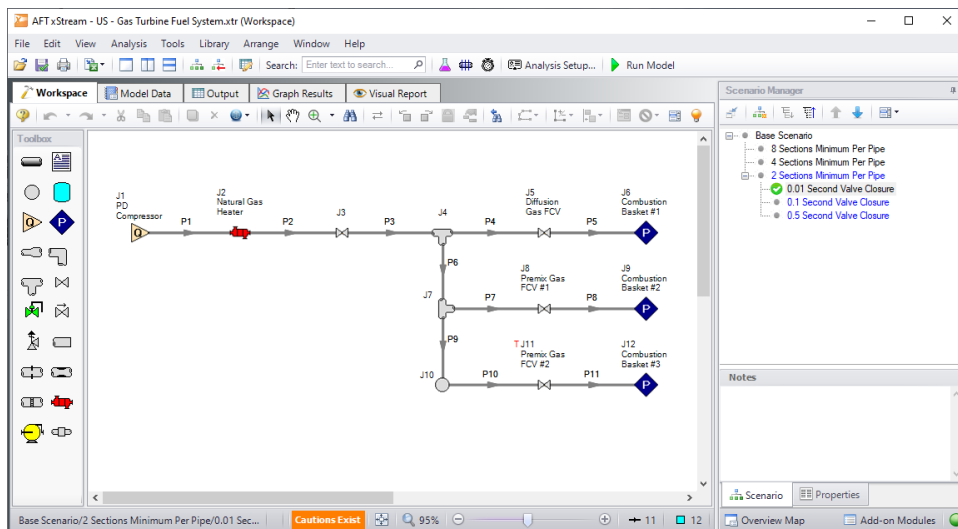 AFT xStream - US - Gas Turbine Fuel System.xtr (Workspace)
File Edit View Analysis Tools Library Arrange Window Help
Search: Enter text to search... Analysis Setup... Run Model
Workspace Model Data Output Graph Results Visual Report
Toolbox
A
Q P
J1
PD
Compressor
J2
Natural Gas
Heater
J3
J4
J5
Diffusion
Gas FCV
J6
Combustion
Basket #1
P1 P2 P3 P4 P5
Q P
P6
J7
J8
Premix Gas
FCV #1
J9
Combustion
Basket #2
P7 P8
P
P9
J10
T J11
Premix Gas
FCV #2
J12
Combustion
Basket #3
P10 P11
P
Scenario Manager
Base Scenario
8 Sections Minimum Per Pipe
4 Sections Minimum Per Pipe
2 Sections Minimum Per Pipe
0.01 Second Valve Closure
0.1 Second Valve Closure
0.5 Second Valve Closure
Notes
Scenario Properties
Base Scenario/2 Sections Minimum Per Pipe/0.01 Sec... Cautions Exist 95% 11 12 Overview Map Add-on Modules